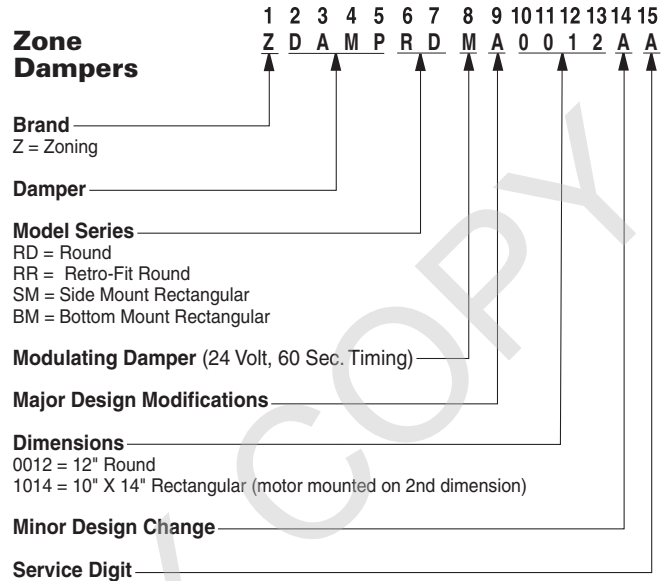 1 2 3 4 5 6 7 8 9 10 11 12 13 14 15
Zone
Dampers
Z D A M P R D M A 0 0 1 2 A A
Brand
Z = Zoning
Damper
Model Series
RD = Round
RR = Retro-Fit Round
SM = Side Mount Rectangular
BM = Bottom Mount Rectangular
Modulating Damper (24 Volt, 60 Sec. Timing)
Major Design Modifications
Dimensions
0012 = 12" Round
1014 = 10" X 14" Rectangular (motor mounted on 2nd dimension)
Minor Design Change
Service Digit
COPY